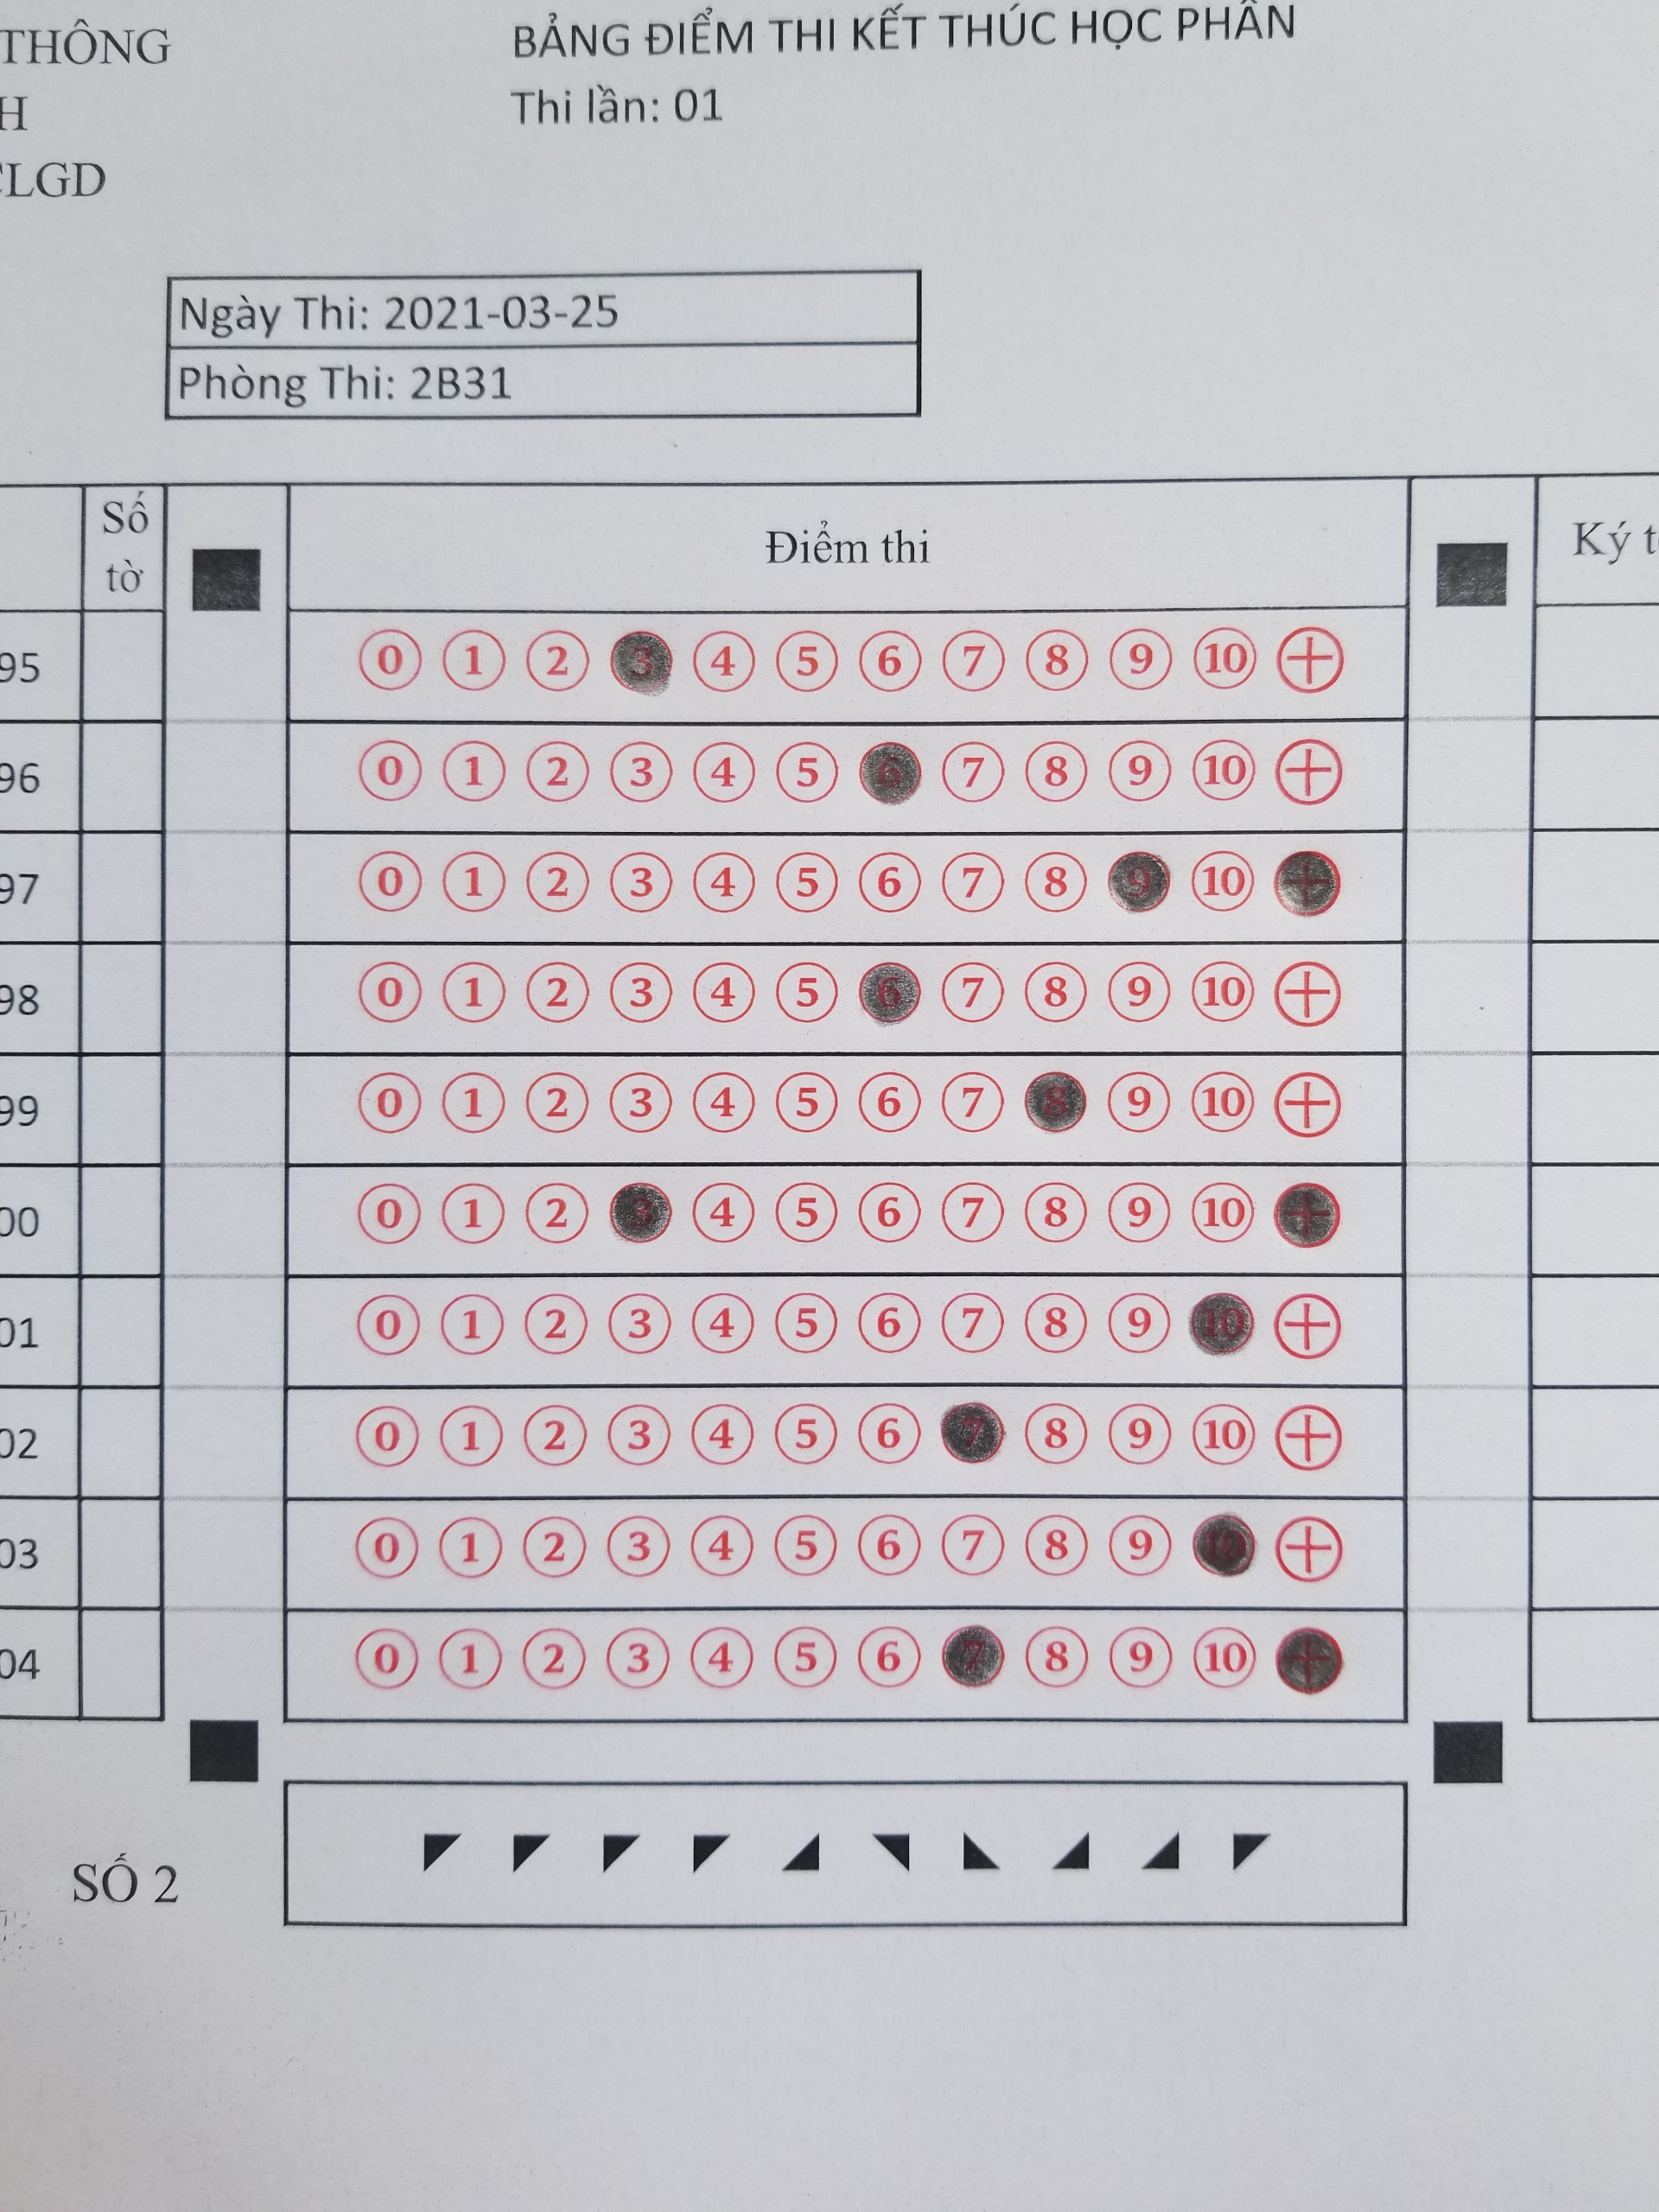 THÔNG
BẢNG ĐIỂM THI KẾT THÚC HỌC PHẦN
H
Thi lần: 01
CLGD
Ngày Thi: 2021-03-25
Phòng Thi: 2B31
Số tờ
Điểm thi
Ký t
95 0 1 2 3 4 5 6 7 8 9 10 +
96 0 1 2 3 4 5 6 7 8 9 10 +
97 0 1 2 3 4 5 6 7 8 9 10 +
98 0 1 2 3 4 5 6 7 8 9 10 +
99 0 1 2 3 4 5 6 7 8 9 10 +
00 0 1 2 3 4 5 6 7 8 9 10 +
01 0 1 2 3 4 5 6 7 8 9 10 +
02 0 1 2 3 4 5 6 7 8 9 10 +
03 0 1 2 3 4 5 6 7 8 9 10 +
04 0 1 2 3 4 5 6 7 8 9 10 +
SỐ 2